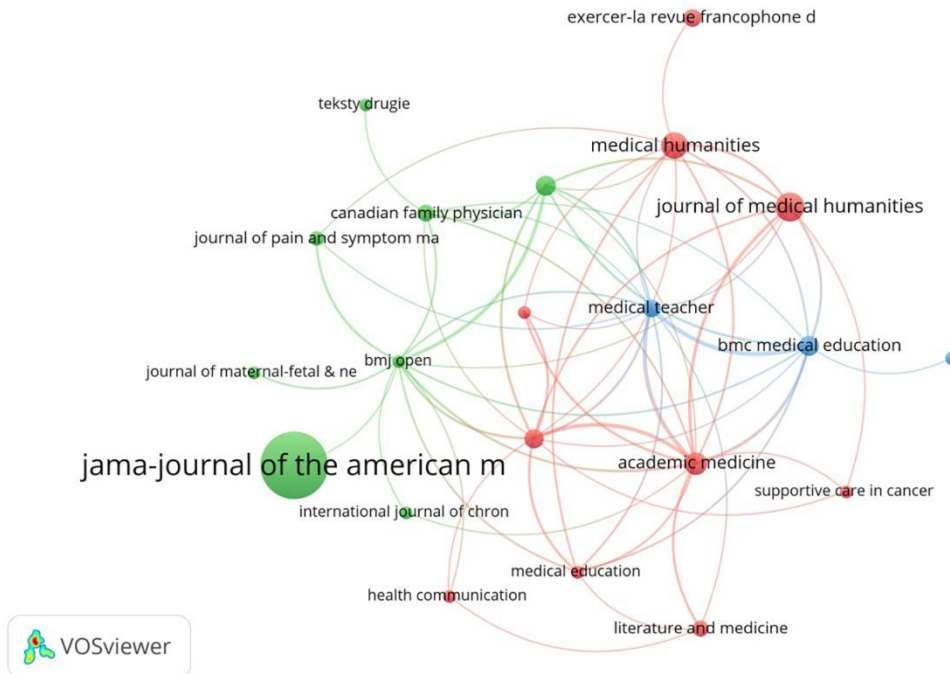 exercer-la revue francophone d
teksty drugie
medical humanities
journal of medical humanities
canadian family physician
journal of pain and symptom ma
medical teacher
bmc medical education
bmj open
journal of maternal-fetal & ne
jama-journal of the american m
academic medicine
supportive care in cancer
international journal of chron
medical education
health communication
literature and medicine
VOSviewer